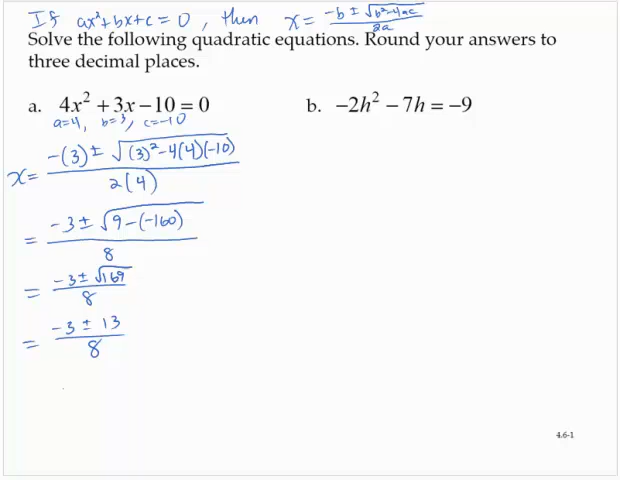 If ax²+bx+c=0, then x= (-b ± √(b²-4ac))/(2a)
Solve the following quadratic equations. Round your answers to
three decimal places.
a. 4x² + 3x − 10 = 0
a=4, b=3, c=-10
x= (-(3) ± √((3)²-4(4)(-10)))/(2(4))
= (-3 ± √(9-(-160)))/8
= (-3 ± √169)/8
= (-3 ± 13)/8
b. −2h² − 7h = −9
4.6-1